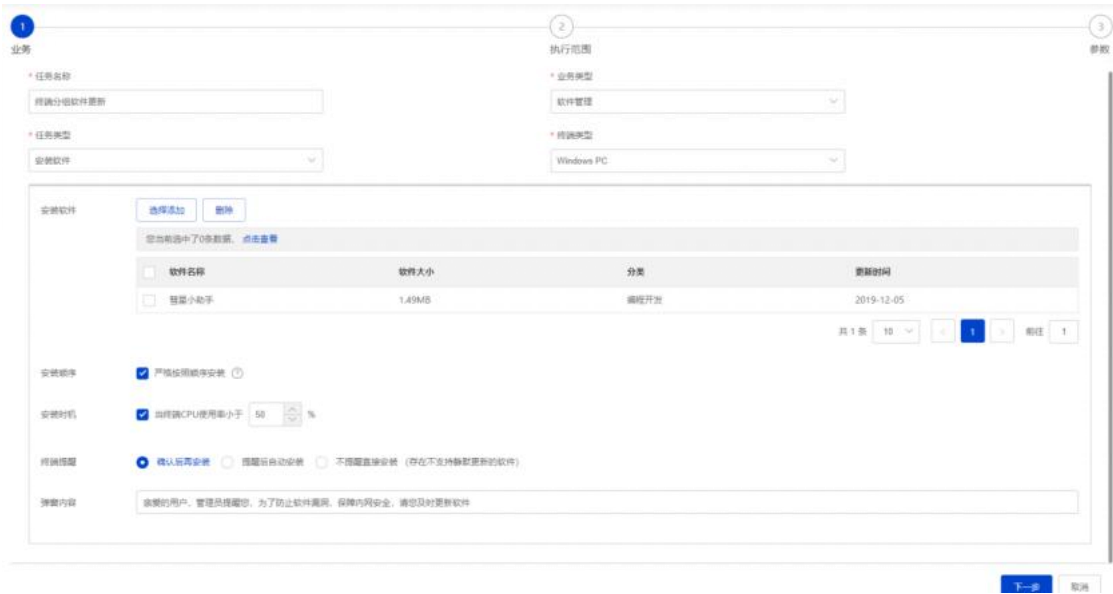 1
2
3
业务
执行范围
参数
* 任务名称
* 业务类型
终端分组软件更新
软件管理
* 任务类型
* 终端类型
安装软件
Windows PC
安装软件
选择添加
删除
您当前选中了0条数据， 点击查看
软件名称 软件大小 分类 更新时间
彗星小助手 1.49MB 编程开发 2019-12-05
共 1 条 10 < 1 > 前往 1
安装顺序 严格按照顺序安装 ?
安装时机 当终端CPU使用率小于 50 %
终端提醒 确认后再安装 提醒后自动安装 不提醒直接安装 (存在不支持静默更新的软件)
弹窗内容 亲爱的用户，管理员提醒您，为了防止软件漏洞，保障内网安全，请您及时更新软件
下一步 取消